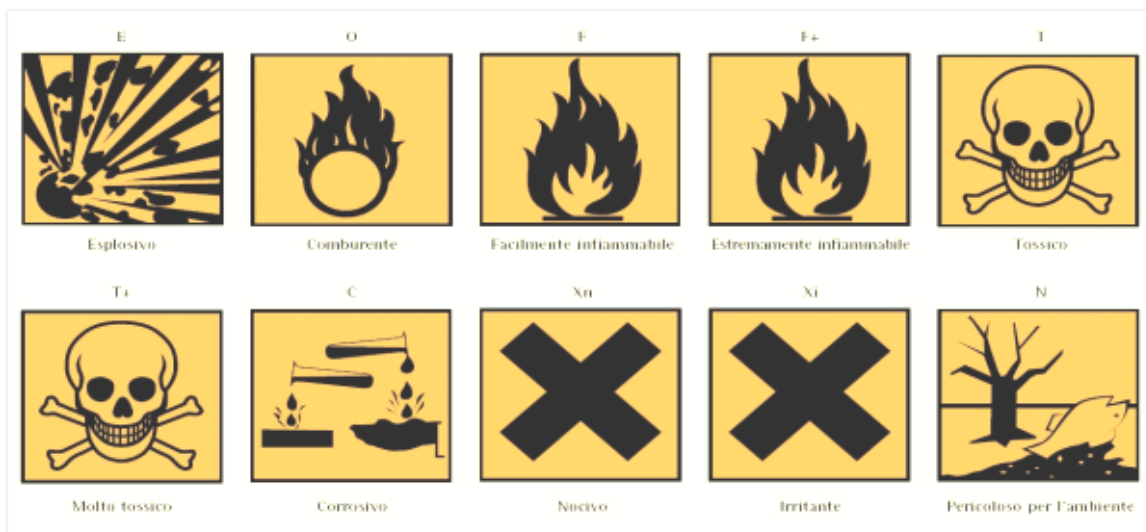 E O F F+ T
Esplosivo Comburente Facilmente infiammabile Estremamente infiammabile Tossico
T+ C Xn Xi N
Molto tossico Corrosivo Nocivo Irritante Pericoloso per l'ambiente